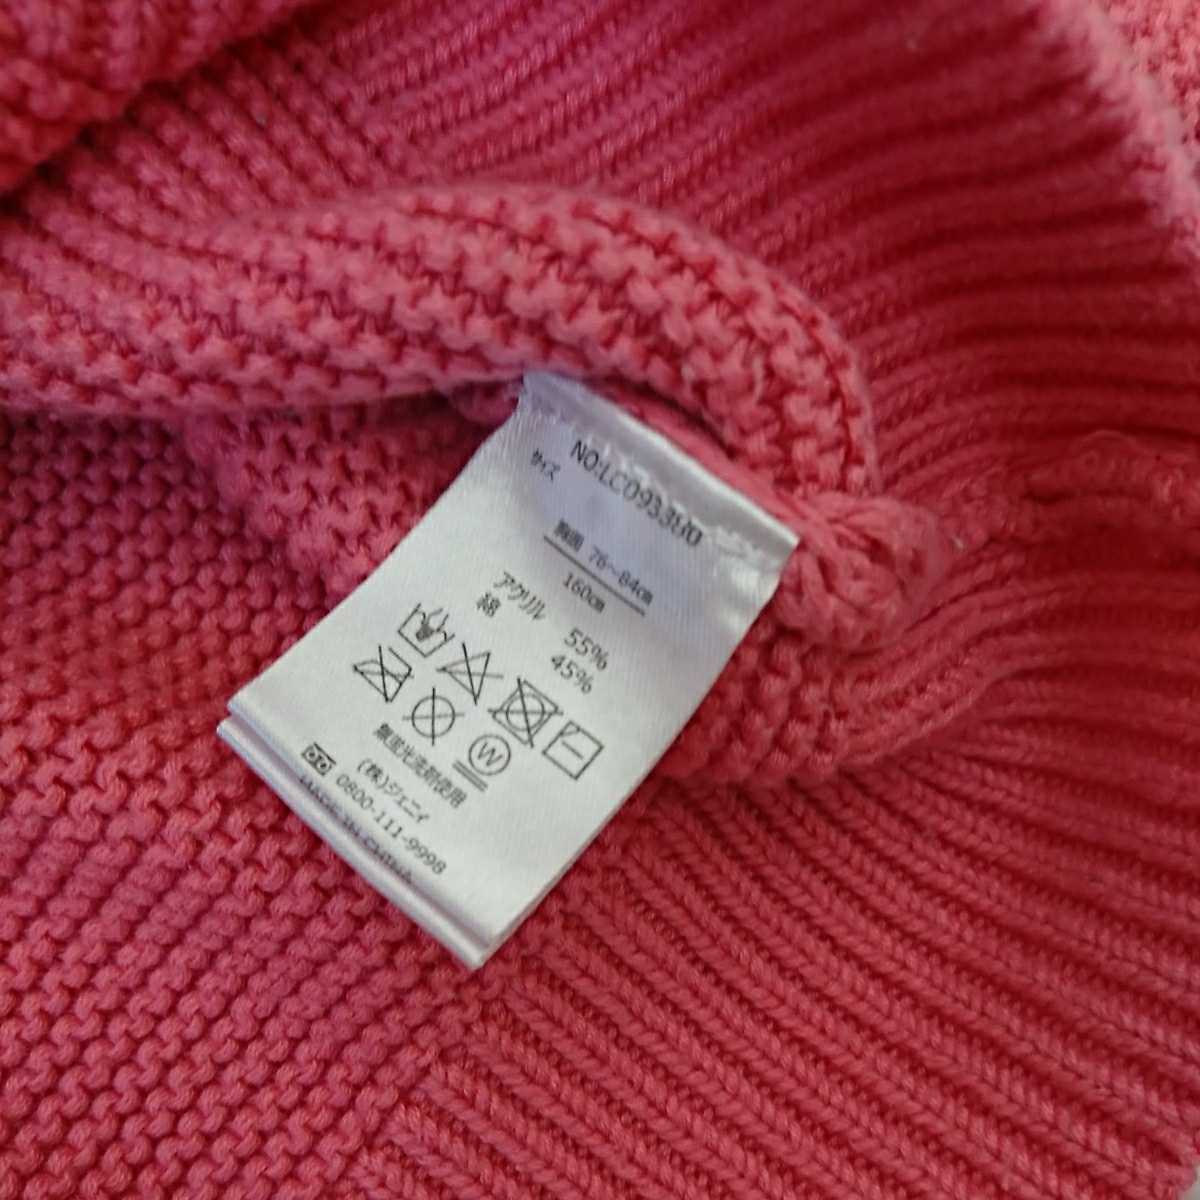 NO:LC093380
サイズ
胸囲 76～84㎝
160㎝
アクリル 55%
綿 45%
W
無蛍光洗剤使用
(株)ジェニィ
0800-111-9998
MADE IN CHINA